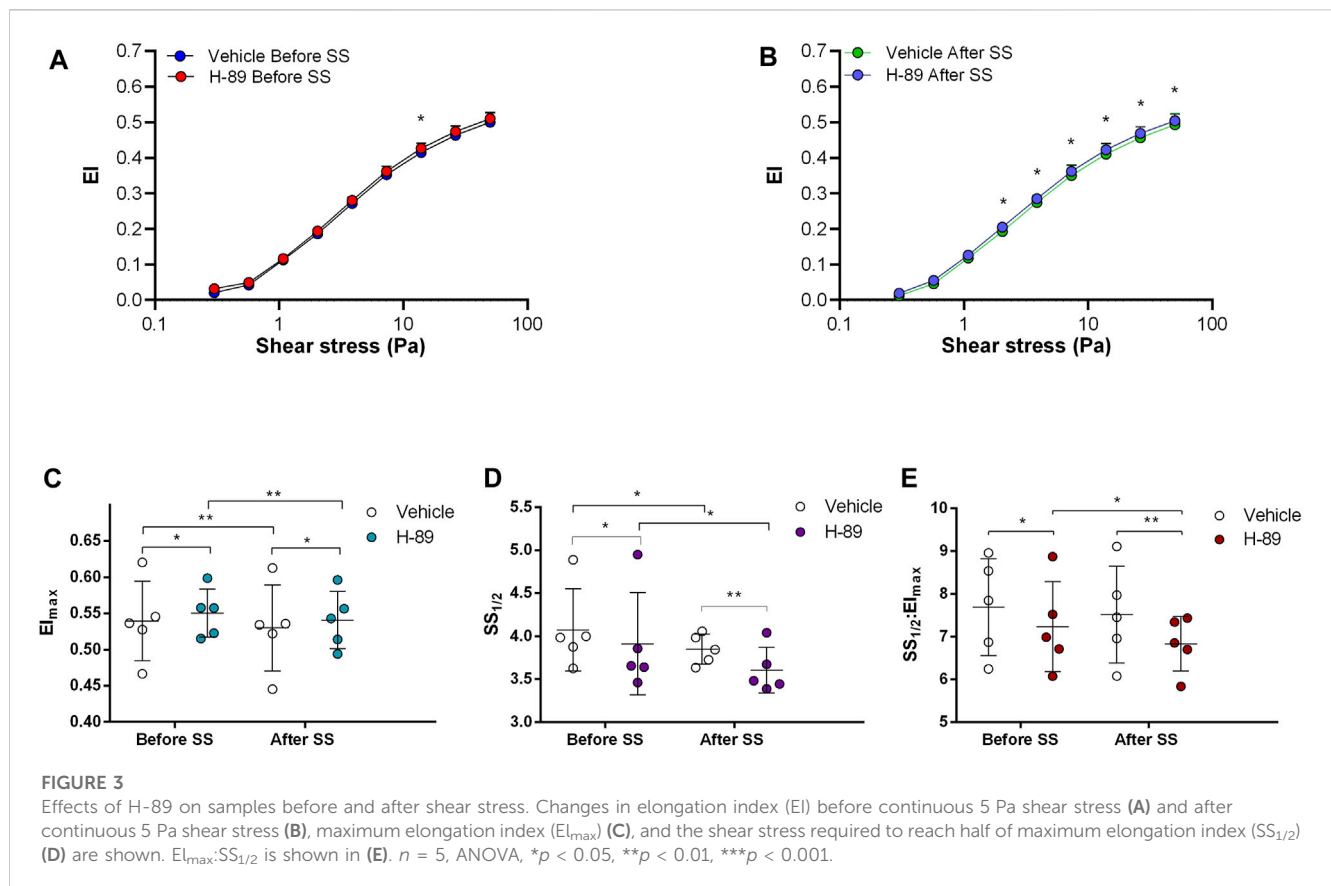 A
Vehicle Before SS
H-89 Before SS
*
0.7
0.6
0.5
0.4
0.3
0.2
0.1
0.0
EI
0.1 1 10 100
Shear stress (Pa)
B
Vehicle After SS
H-89 After SS
* * * * * *
0.7
0.6
0.5
0.4
0.3
0.2
0.1
0.0
EI
0.1 1 10 100
Shear stress (Pa)
C
Vehicle
H-89
**
**
* *
0.65
0.60
0.55
0.50
0.45
0.40
EImax
Before SS After SS
D
Vehicle
H-89
*
* *
**
5.5
5.0
4.5
4.0
3.5
3.0
SS1/2
Before SS After SS
E
Vehicle
H-89
*
* **
10
9
8
7
6
5
SS1/2:EImax
Before SS After SS
FIGURE 3
Effects of H-89 on samples before and after shear stress. Changes in elongation index (EI) before continuous 5 Pa shear stress (A) and after
continuous 5 Pa shear stress (B), maximum elongation index (EImax) (C), and the shear stress required to reach half of maximum elongation index (SS1/2)
(D) are shown. EImax:SS1/2 is shown in (E). n = 5, ANOVA, *p < 0.05, **p < 0.01, ***p < 0.001.